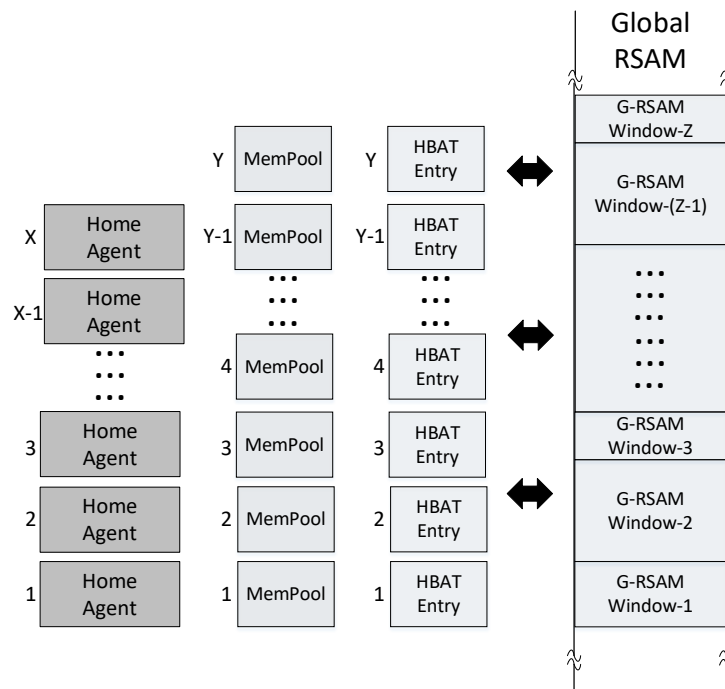 Global
RSAM
G-RSAM
Window-Z
Y
MemPool
Y
HBAT
Entry
G-RSAM
Window-(Z-1)
X
Home
Agent
Y-1
MemPool
Y-1
HBAT
Entry
X-1
Home
Agent
4
MemPool
4
HBAT
Entry
3
Home
Agent
3
MemPool
3
HBAT
Entry
G-RSAM
Window-3
2
Home
Agent
2
MemPool
2
HBAT
Entry
G-RSAM
Window-2
1
Home
Agent
1
MemPool
1
HBAT
Entry
G-RSAM
Window-1